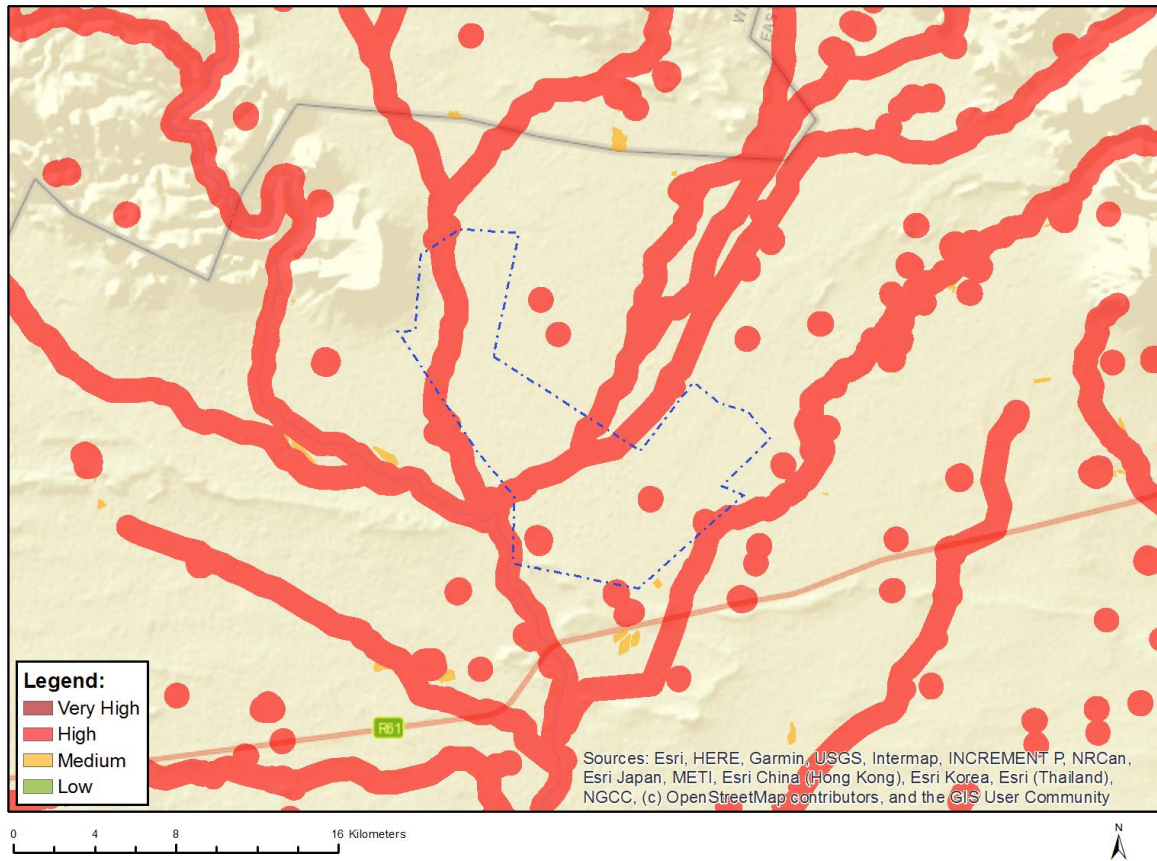 W
EAS
R61
Legend:
Very High
High
Medium
Low
Sources: Esri, HERE, Garmin, USGS, Intermap, INCREMENT P, NRCan,
Esri Japan, METI, Esri China (Hong Kong), Esri Korea, Esri (Thailand),
NGCC, (c) OpenStreetMap contributors, and the GIS User Community
0 4 8 16 Kilometers
N